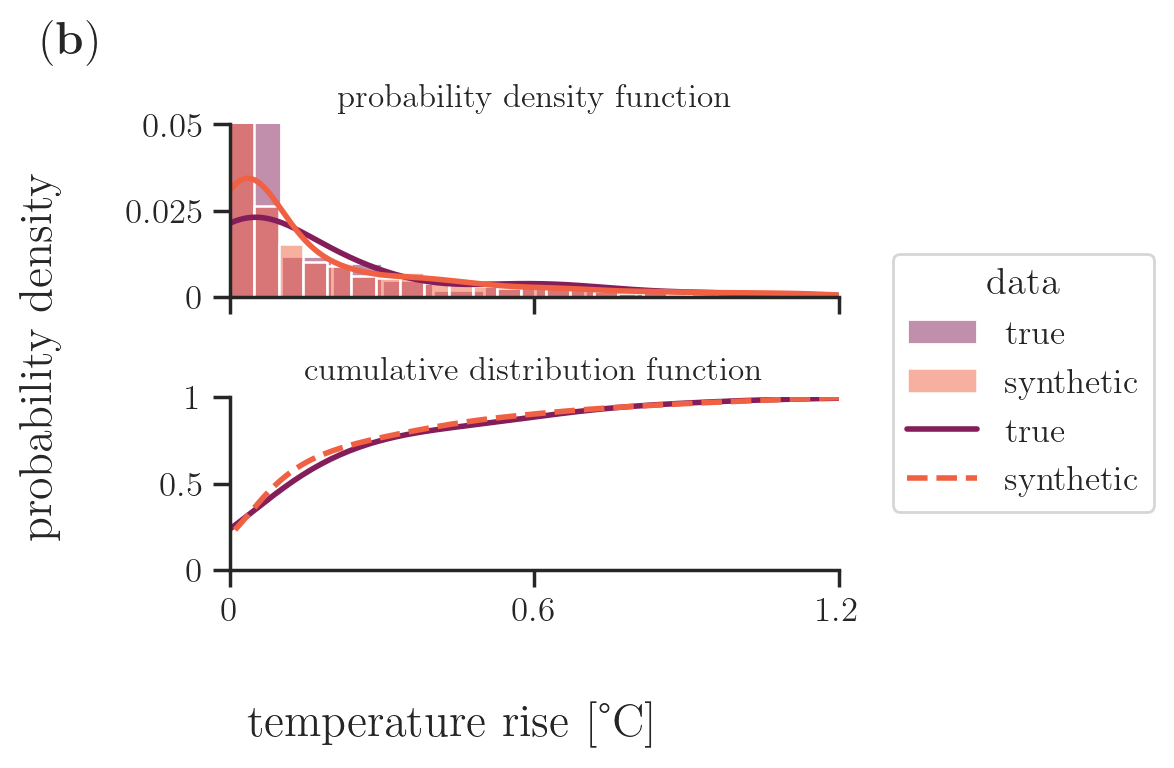 (b)
probability density function
probability density
0.05
0.025
0
cumulative distribution function
1
0.5
0
0
0.6
1.2
temperature rise [°C]
data
true
synthetic
true
synthetic